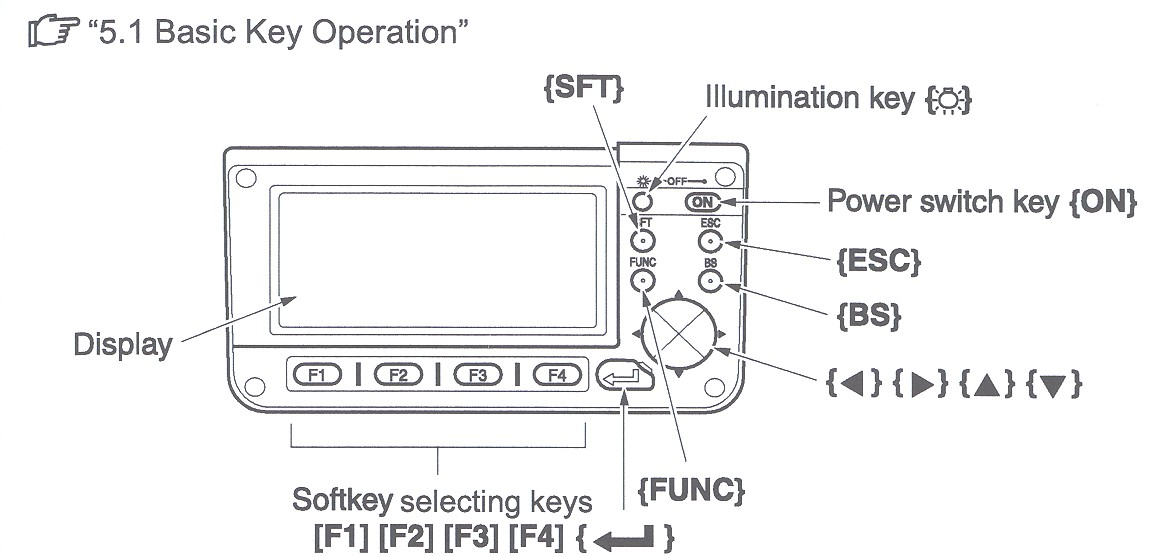 “5.1 Basic Key Operation”
{SFT}
Illumination key { }
OFF
ON
Power switch key {ON}
SFT
ESC
{ESC}
FUNC
BS
{BS}
Display
F1 F2 F3 F4
{◀} {▶} {▲} {▼}
{FUNC}
Softkey selecting keys
[F1] [F2] [F3] [F4] {↵}